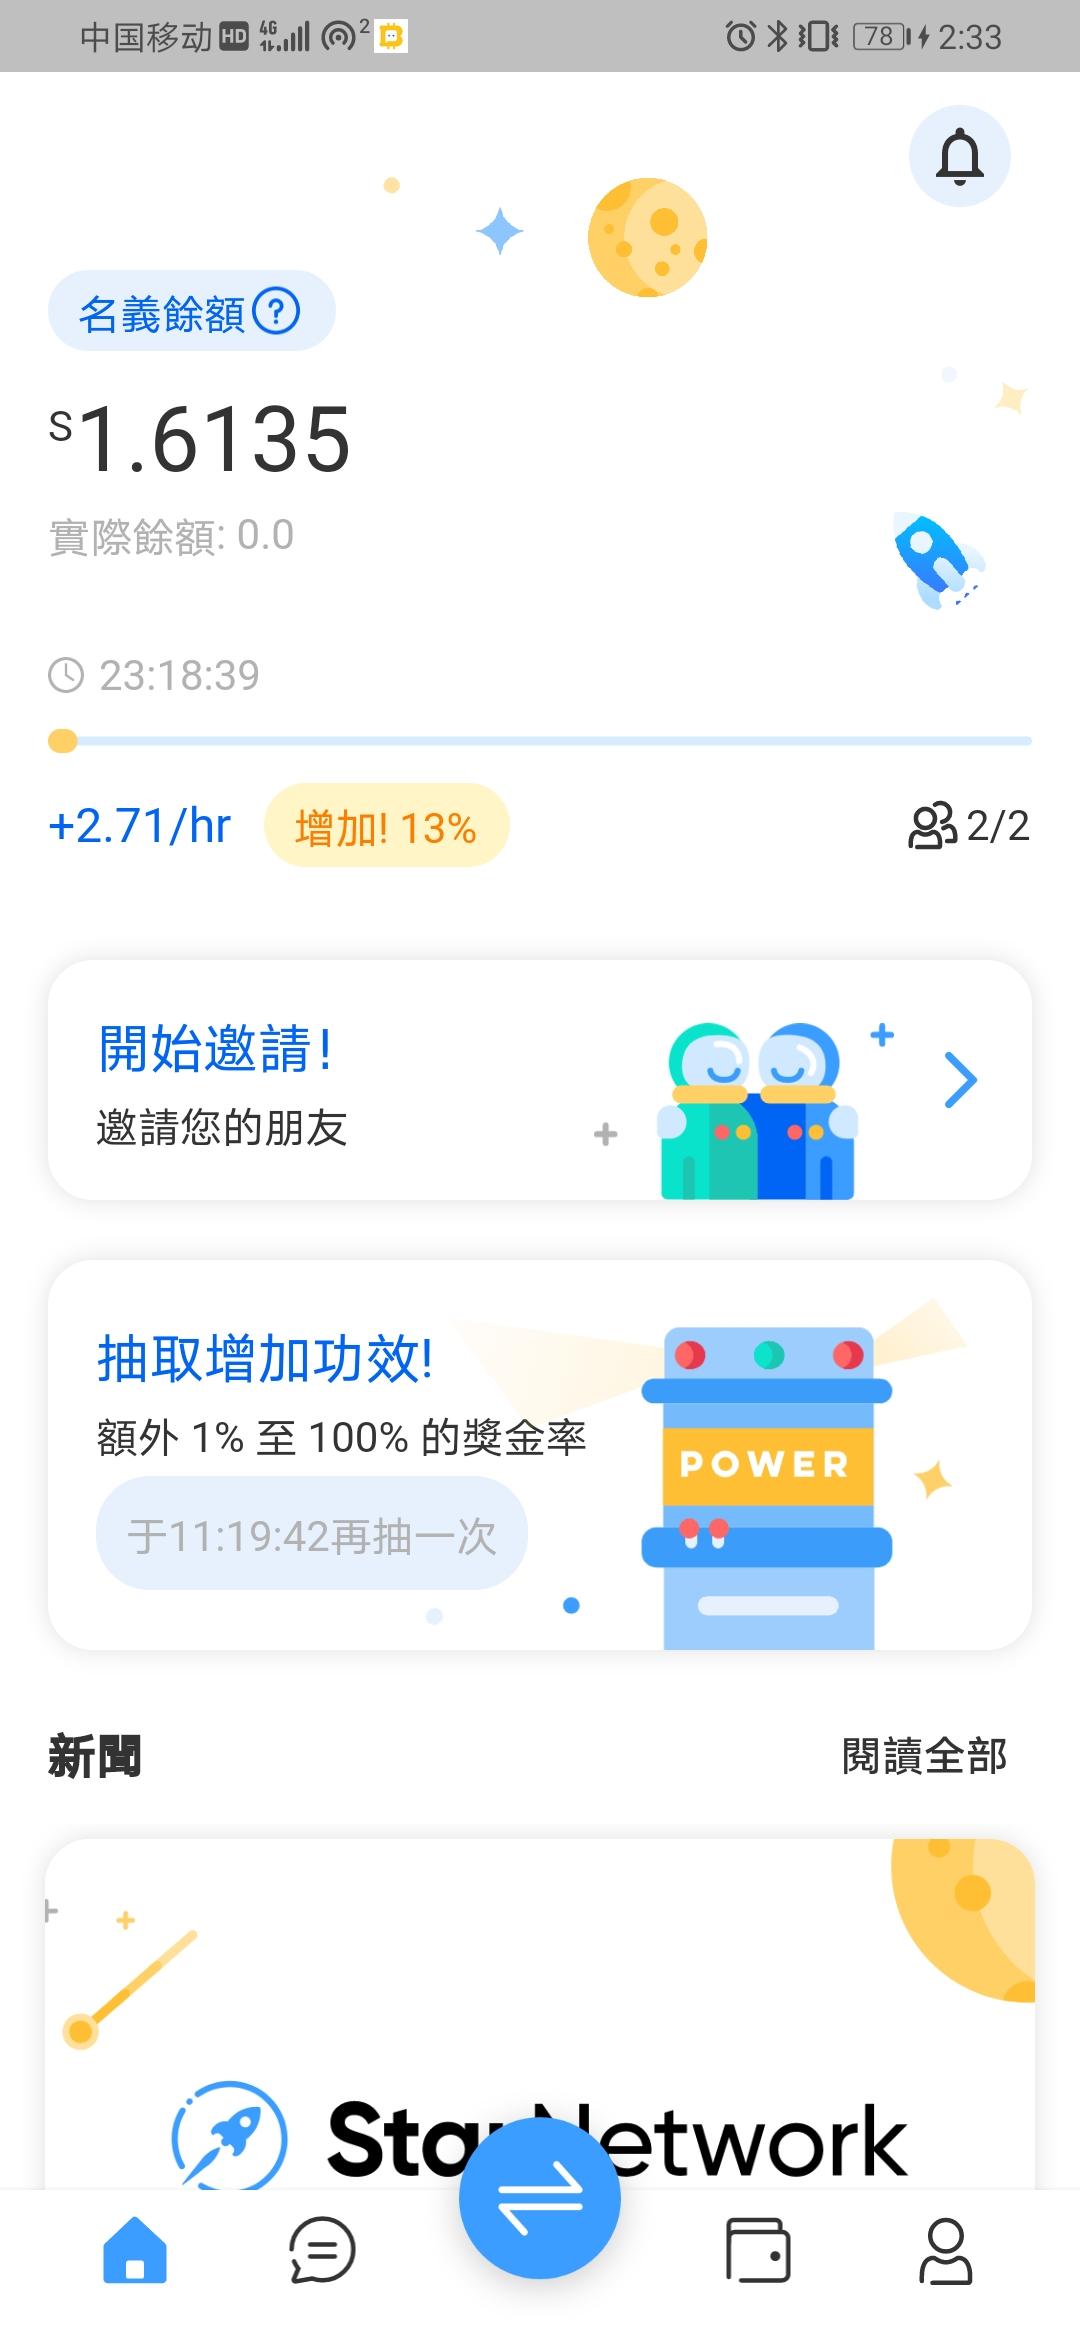 中国移动 HD 4G 2 78 2:33
名義餘額?
S1.6135
實際餘額: 0.0
23:18:39
+2.71/hr 增加! 13% 2/2
開始邀請!
邀請您的朋友
抽取增加功效!
額外 1% 至 100% 的獎金率
POWER
于11:19:42再抽一次
新聞 閱讀全部
Star Network